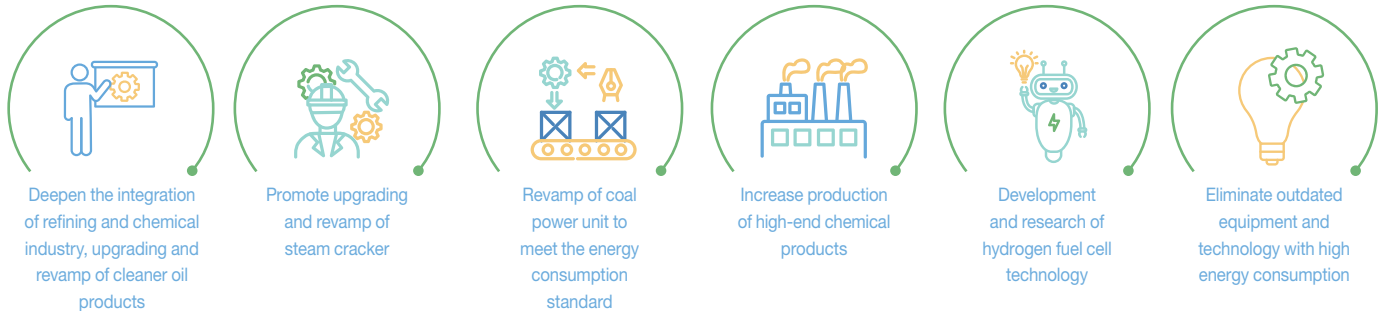 Deepen the integration
of refining and chemical
industry, upgrading and
revamp of cleaner oil
products
Promote upgrading
and revamp of
steam cracker
Revamp of coal
power unit to
meet the energy
consumption
standard
Increase production
of high-end chemical
products
Development
and research of
hydrogen fuel cell
technology
Eliminate outdated
equipment and
technology with high
energy consumption